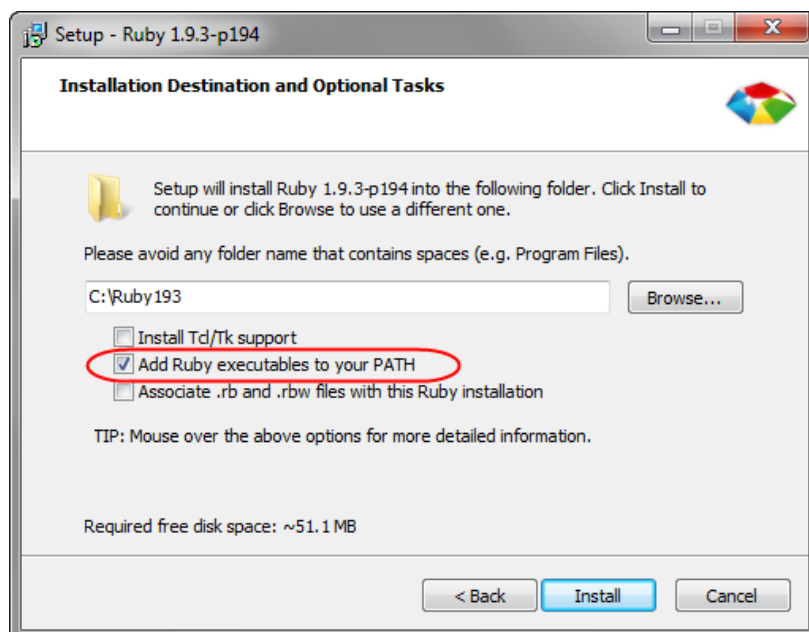 Setup - Ruby 1.9.3-p194
Installation Destination and Optional Tasks
Setup will install Ruby 1.9.3-p194 into the following folder. Click Install to
continue or click Browse to use a different one.
Please avoid any folder name that contains spaces (e.g. Program Files).
C:\Ruby193
Browse...
Install Tcl/Tk support
Add Ruby executables to your PATH
Associate .rb and .rbw files with this Ruby installation
TIP: Mouse over the above options for more detailed information.
Required free disk space: ~51.1 MB
< Back
Install
Cancel